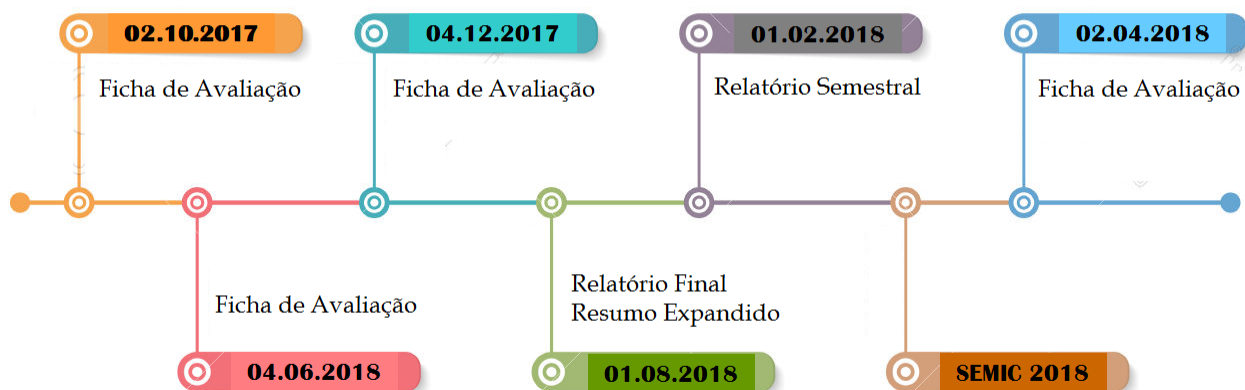 02.10.2017
04.12.2017
01.02.2018
02.04.2018
Ficha de Avaliação
Ficha de Avaliação
Relatório Semestral
Ficha de Avaliação
Ficha de Avaliação
Relatório Final
Resumo Expandido
04.06.2018
01.08.2018
SEMIC 2018